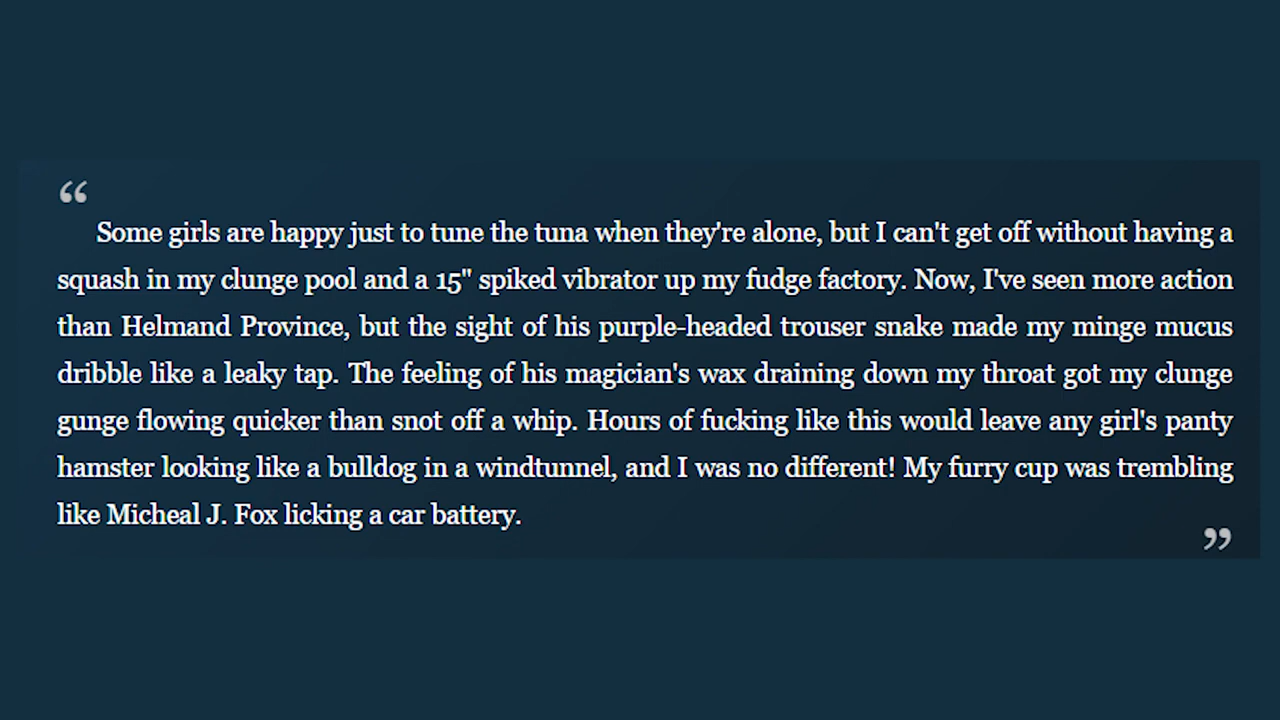 “
Some girls are happy just to tune the tuna when they're alone, but I can't get off without having a
squash in my clunge pool and a 15" spiked vibrator up my fudge factory. Now, I've seen more action
than Helmand Province, but the sight of his purple-headed trouser snake made my minge mucus
dribble like a leaky tap. The feeling of his magician's wax draining down my throat got my clunge
gunge flowing quicker than snot off a whip. Hours of fucking like this would leave any girl's panty
hamster looking like a bulldog in a windtunnel, and I was no different! My furry cup was trembling
like Micheal J. Fox licking a car battery.
”